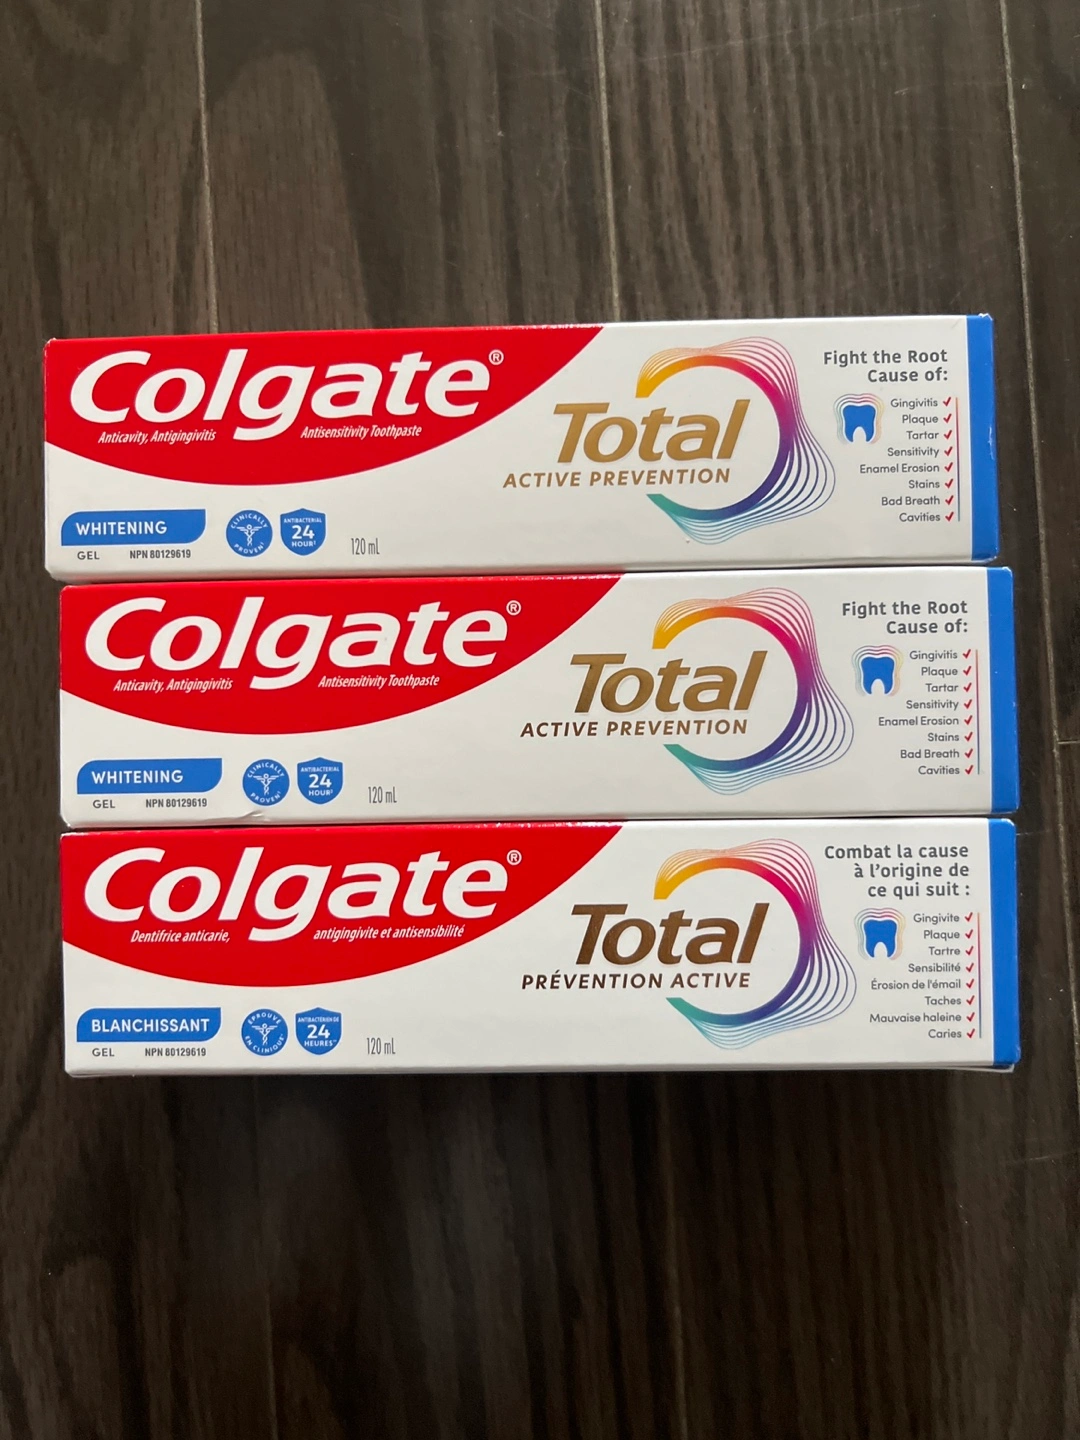 Colgate®
Anticavity, Antigingivitis Antisensitivity Toothpaste
Total
ACTIVE PREVENTION
Fight the Root
Cause of:
Gingivitis ✓
Plaque ✓
Tartar ✓
Sensitivity ✓
Enamel Erosion ✓
Stains ✓
Bad Breath ✓
Cavities ✓
WHITENING
GEL NPN 80129619
CLINICALLY PROVEN†
ANTIBACTERIAL
24
HOUR‡
120 mL
Colgate®
Anticavity, Antigingivitis Antisensitivity Toothpaste
Total
ACTIVE PREVENTION
Fight the Root
Cause of:
Gingivitis ✓
Plaque ✓
Tartar ✓
Sensitivity ✓
Enamel Erosion ✓
Stains ✓
Bad Breath ✓
Cavities ✓
WHITENING
GEL NPN 80129619
CLINICALLY PROVEN†
ANTIBACTERIAL
24
HOUR‡
120 mL
Colgate®
Dentifrice anticarie, antigingivite et antisensibilité
Total
PRÉVENTION ACTIVE
Combat la cause
à l'origine de
ce qui suit :
Gingivite ✓
Plaque ✓
Tartre ✓
Sensibilité ✓
Érosion de l'émail ✓
Taches ✓
Mauvaise haleine ✓
Caries ✓
BLANCHISSANT
GEL NPN 80129619
ÉPROUVÉ EN CLINIQUE
ANTIBACTÉRIEN DE
24
HEURES
120 mL